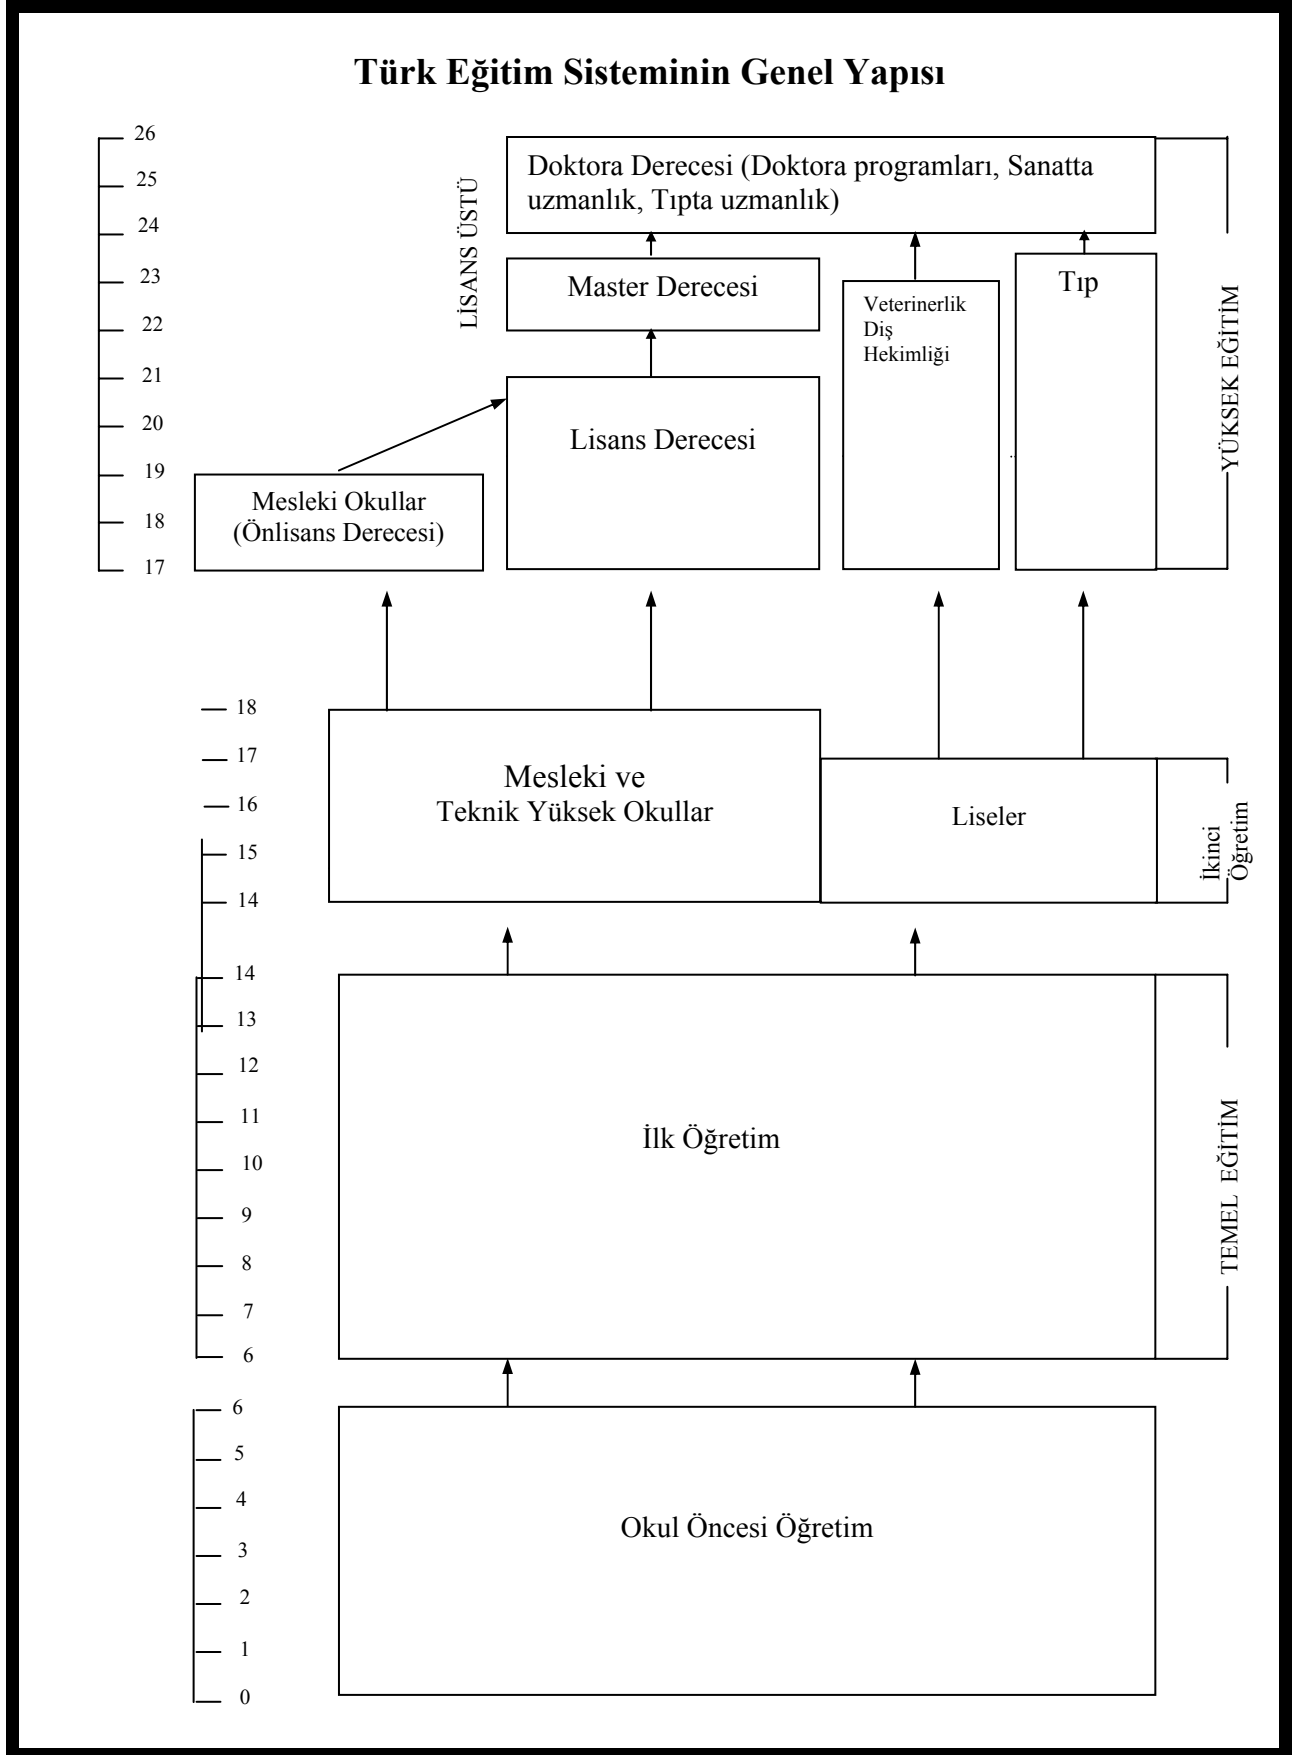 Türk Eğitim Sisteminin Genel Yapısı
26
25
24
23
22
21
20
19
18
17
LİSANS ÜSTÜ
Doktora Derecesi (Doktora programları, Sanatta
uzmanlık, Tıpta uzmanlık)
Master Derecesi
Veterinerlik
Diş
Hekimliği
Tıp
Lisans Derecesi
Mesleki Okullar
(Önlisans Derecesi)
YÜKSEK EĞİTİM
18
17
16
15
14
Mesleki ve
Teknik Yüksek Okullar
Liseler
İkinci
Öğretim
14
13
12
11
10
9
8
7
6
İlk Öğretim
TEMEL EĞİTİM
6
5
4
3
2
1
0
Okul Öncesi Öğretim